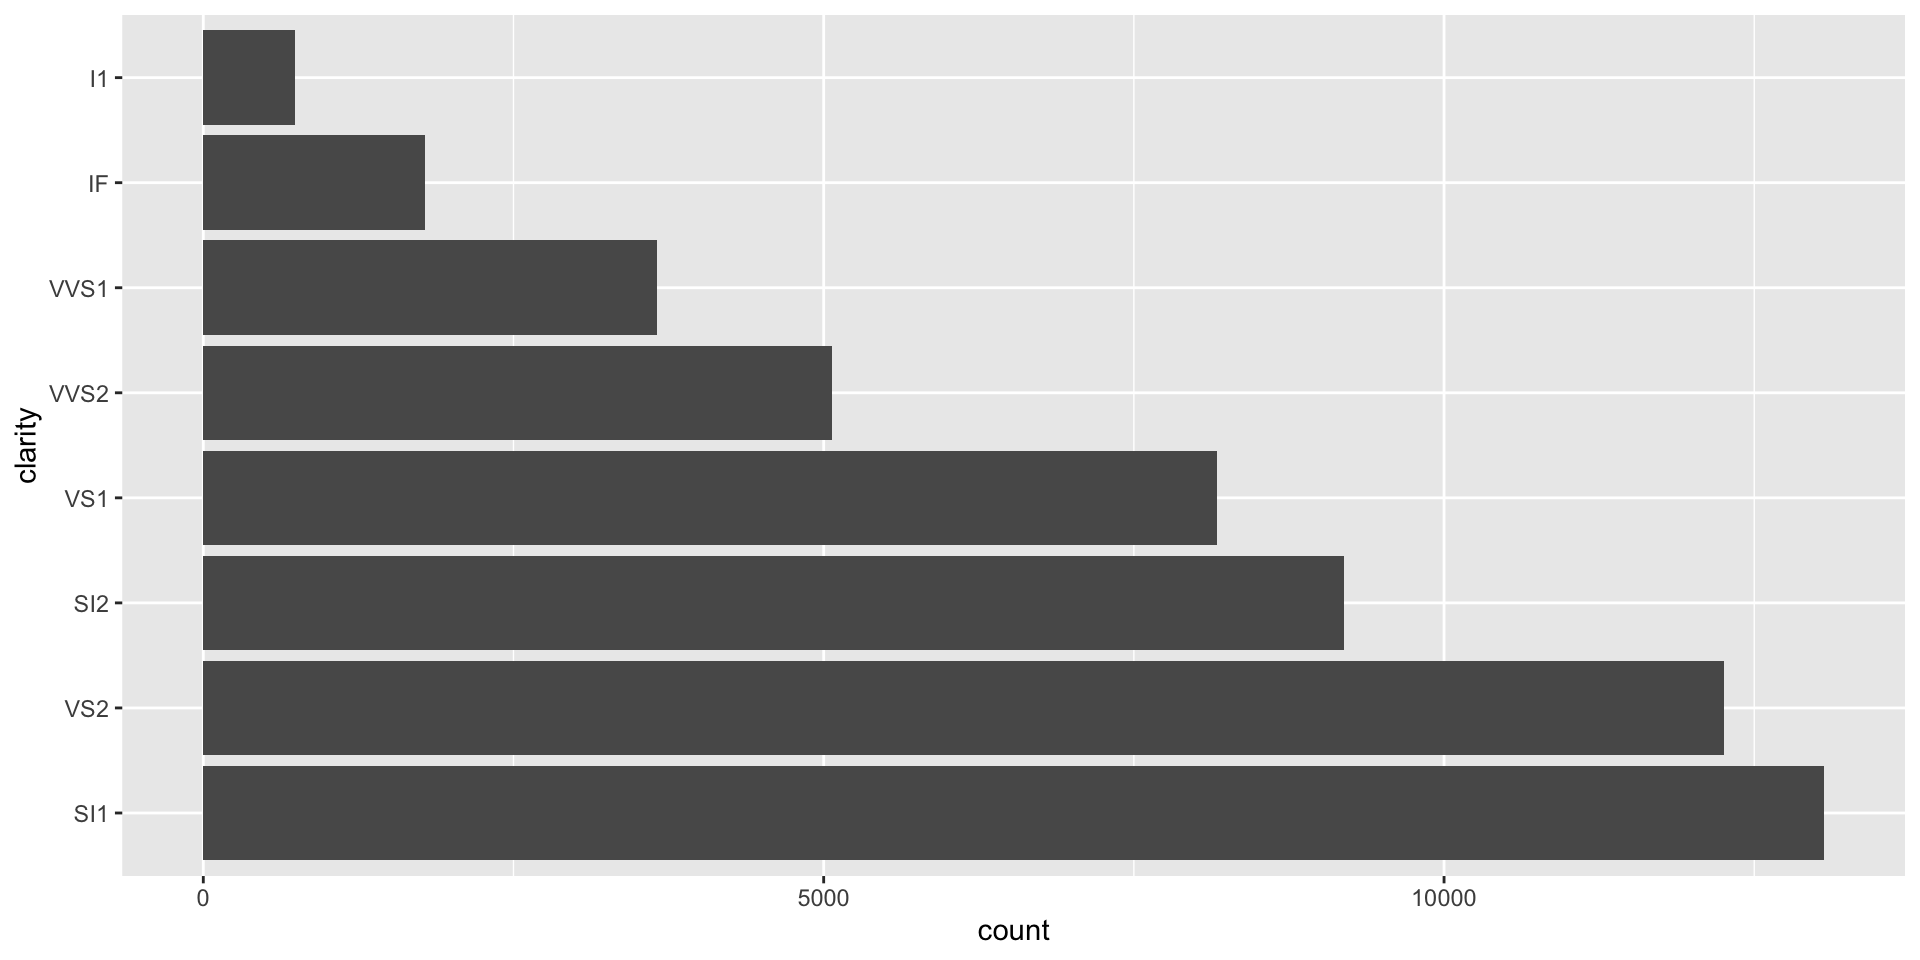 I1
IF
VVS1
VVS2
VS1
SI2
VS2
SI1
clarity
0 5000 10000
count